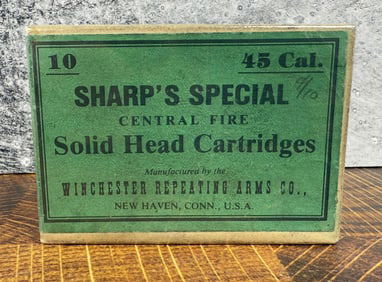 10 45 Cal.
SHARP'S SPECIAL
CENTRAL FIRE
Solid Head Cartridges
Manufactured by the
WINCHESTER REPEATING ARMS CO.,
NEW HAVEN, CONN., U.S.A.